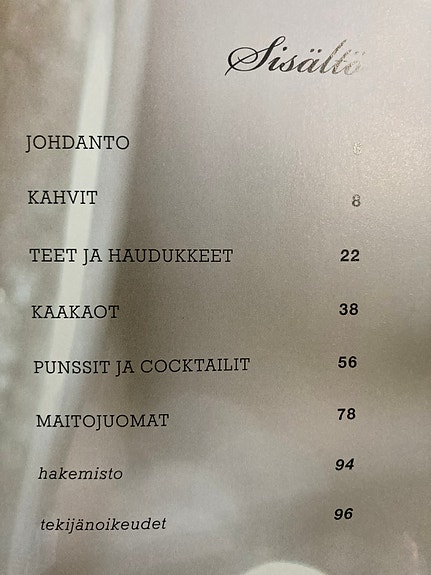 Sisältö
JOHDANTO 6
KAHVIT 8
TEET JA HAUDUKKEET 22
KAAKAOT 38
PUNSSIT JA COCKTAILIT 56
MAITOJUOMAT 78
hakemisto 94
tekijänoikeudet 96